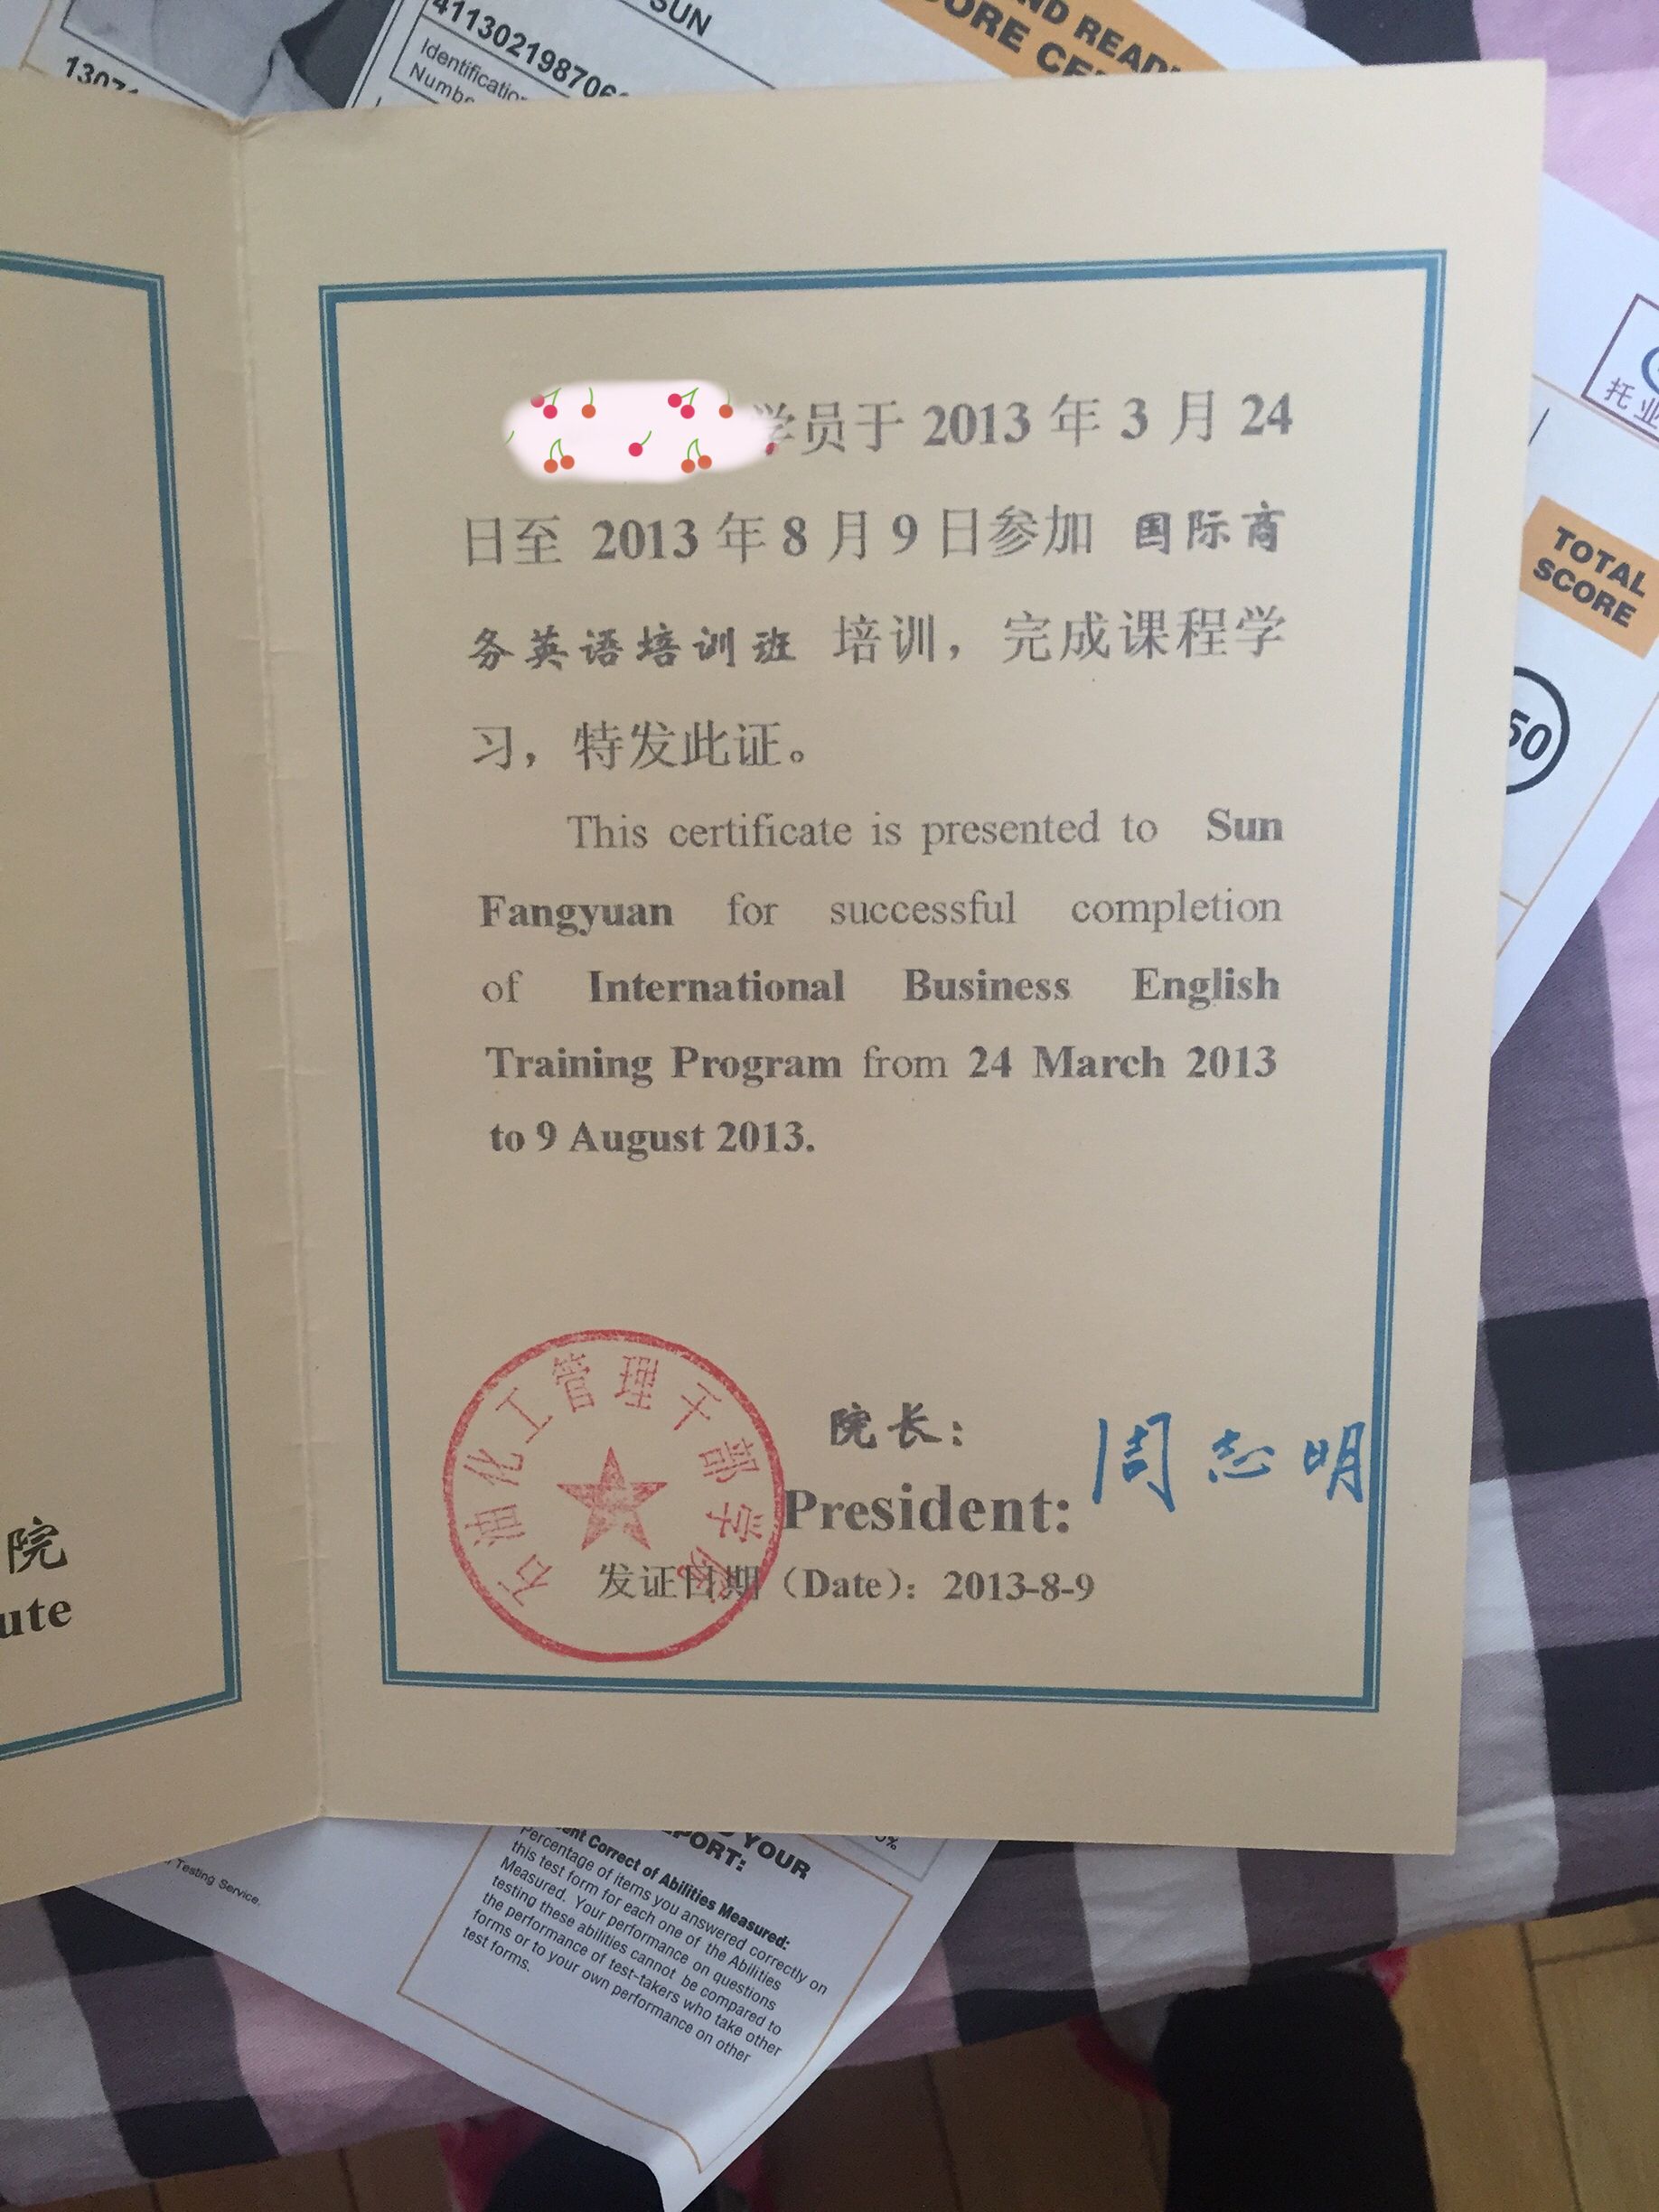 SUN
ND READ
ORE CE
Identification
TOTAL
SCORE
50
托业
学员于 2013 年 3 月 24
日至 2013 年 8 月 9 日参加 国际商
务英语培训班 培训，完成课程学
习，特发此证。
This certificate is presented to Sun
Fangyuan for successful completion
of International Business English
Training Program from 24 March 2013
to 9 August 2013.
石油化工管理干部学院
院长：
President: 周志明
发证日期（Date）：2013-8-9
院
ute
Testing Service.
YOUR
PORT:
ent Correct of Abilities Measured:
Percentage of items you answered correctly on
this test form for each one of the Abilities
Measured. Your performance on questions
testing these abilities cannot be compared to
the performance of test-takers who take other
forms or to your own performance on other
test forms.